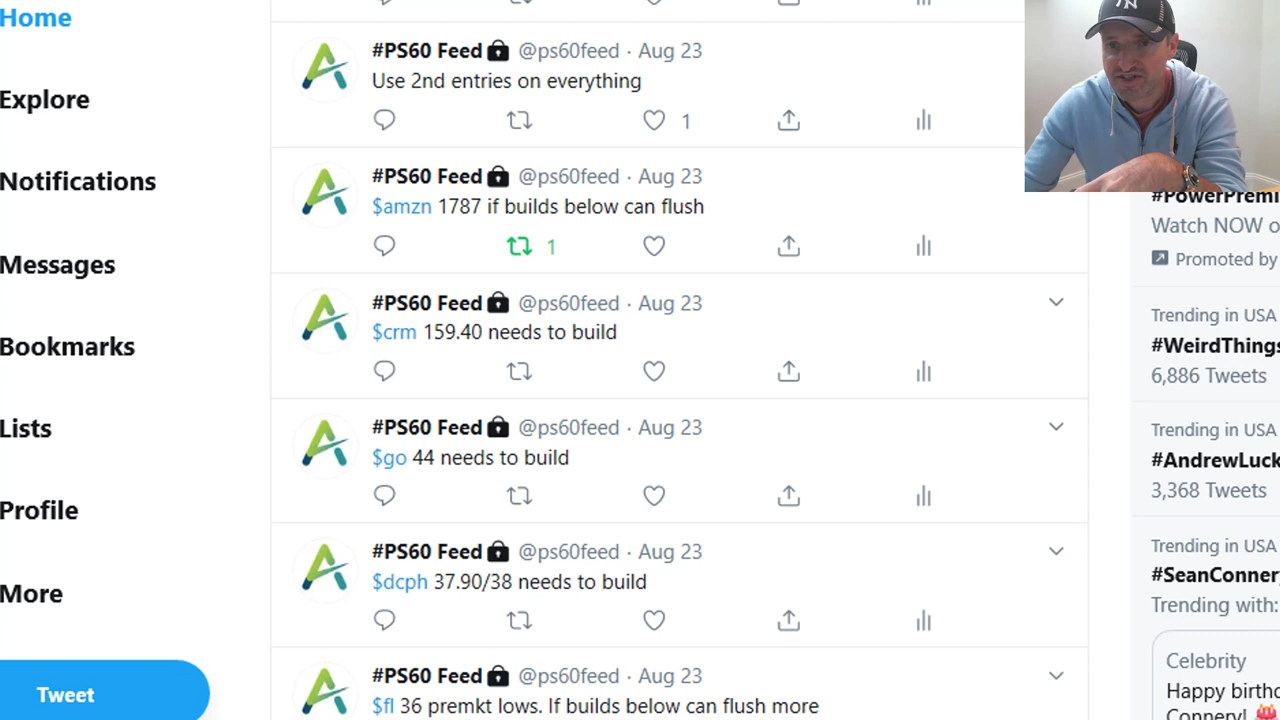 Home
Explore
Notifications
Messages
Bookmarks
Lists
Profile
More
Tweet
#PS60 Feed @ps60feed · Aug 23
Use 2nd entries on everything
1
#PS60 Feed @ps60feed · Aug 23
$amzn 1787 if builds below can flush
1
#PS60 Feed @ps60feed · Aug 23
$crm 159.40 needs to build
#PS60 Feed @ps60feed · Aug 23
$go 44 needs to build
#PS60 Feed @ps60feed · Aug 23
$dcph 37.90/38 needs to build
#PS60 Feed @ps60feed · Aug 23
$fl 36 premkt lows. If builds below can flush more
#PowerPremi
Watch NOW o
Promoted by
Trending in USA
#WeirdThings
6,886 Tweets
Trending in USA
#AndrewLuck
3,368 Tweets
Trending in USA
#SeanConner
Trending with:
Celebrity
Happy birthd
Connery!